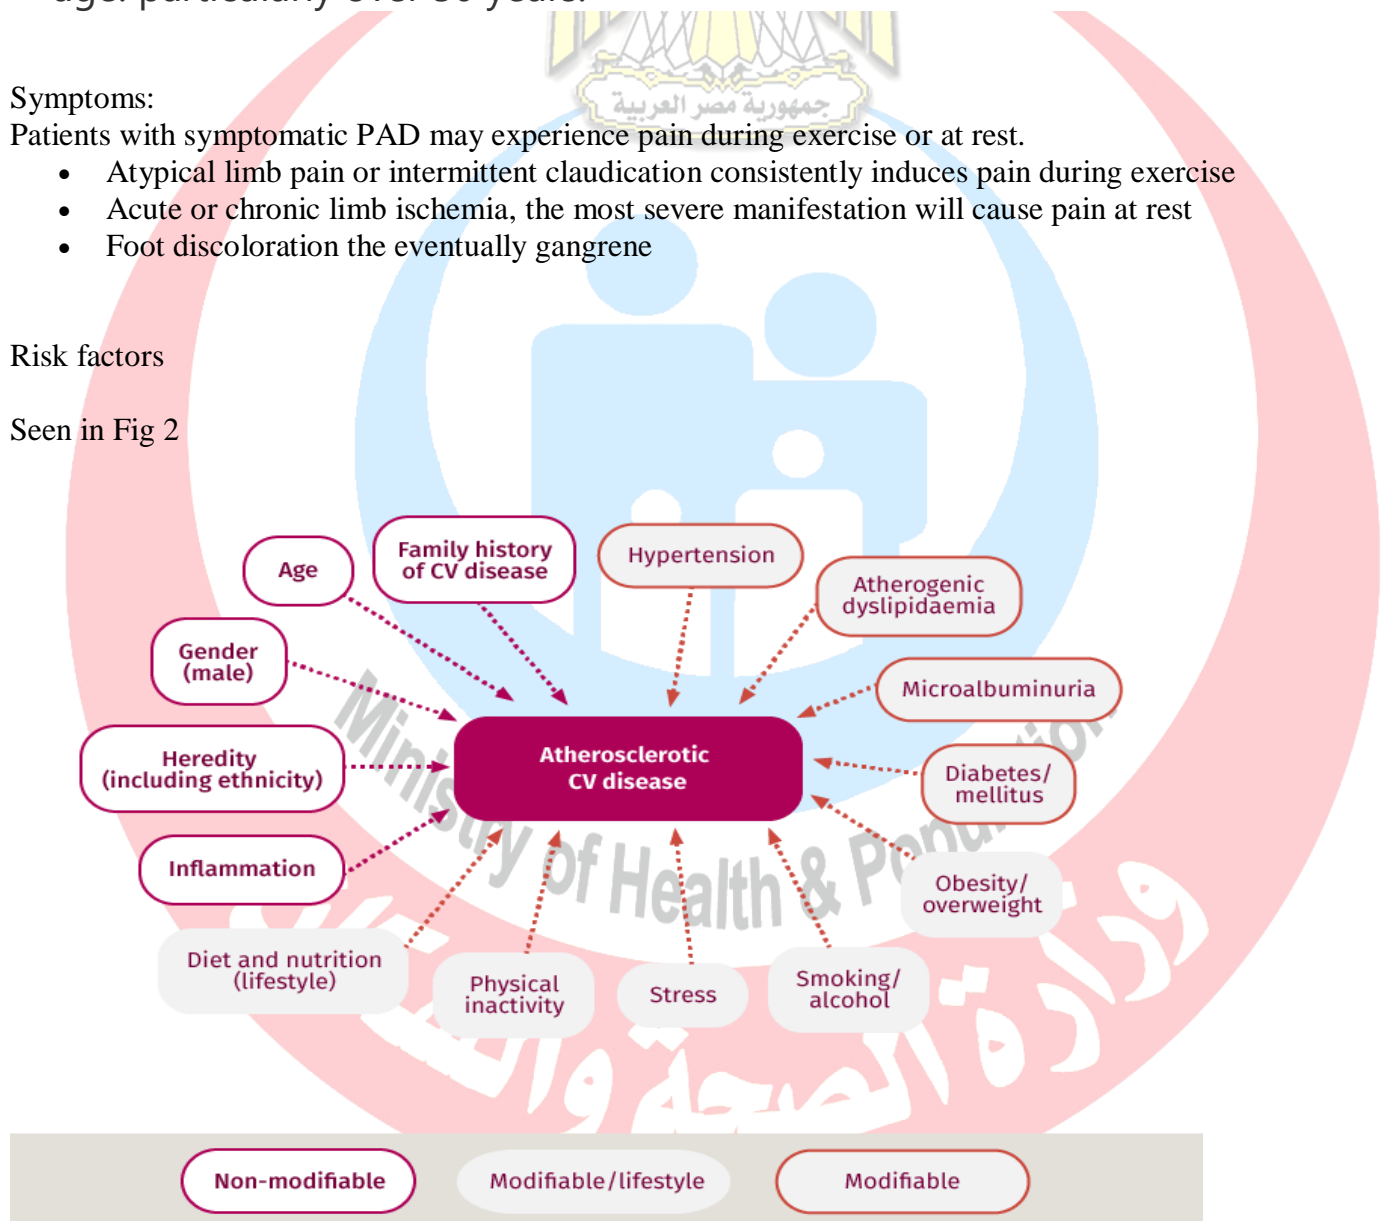 Symptoms:
Patients with symptomatic PAD may experience pain during exercise or at rest.
• Atypical limb pain or intermittent claudication consistently induces pain during exercise
• Acute or chronic limb ischemia, the most severe manifestation will cause pain at rest
• Foot discoloration the eventually gangrene
Risk factors
Seen in Fig 2
جمهورية مصر العربية
Age
Family history
of CV disease
Hypertension
Atherogenic
dyslipidaemia
Gender
(male)
Microalbuminuria
Heredity
(including ethnicity)
Atherosclerotic
CV disease
Diabetes/
mellitus
Inflammation
Obesity/
overweight
Diet and nutrition
(lifestyle)
Physical
inactivity
Stress
Smoking/
alcohol
Ministry of Health & Population
وزارة الصحة والسكان
Non-modifiable
Modifiable/lifestyle
Modifiable